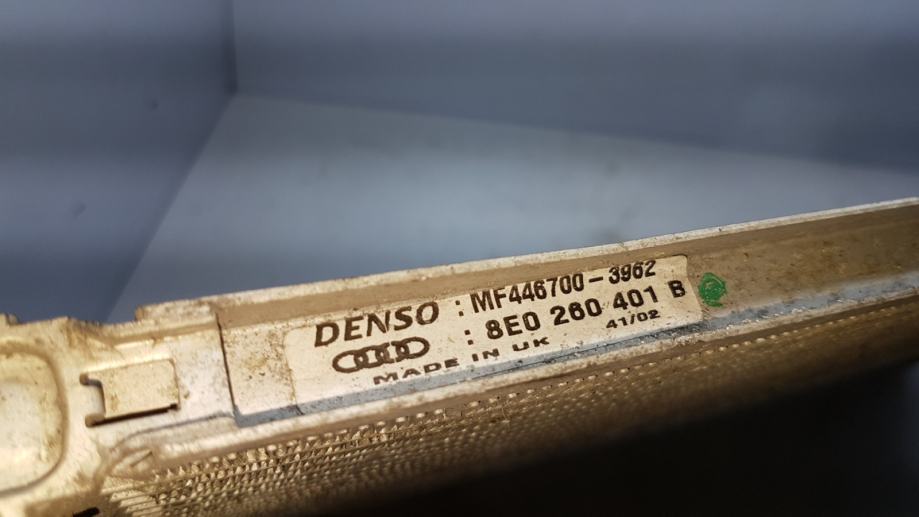 DENSO : MF446700-3962
: 8E0 260 401 B
MADE IN UK 41/02